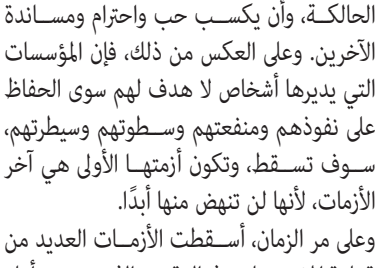 الحالكة، وأن يكسب حب واحترام ومساندة
الآخرين. وعلى العكس من ذلك، فإن المؤسسات
التي يديرها أشخاص لا هدف لهم سوى الحفاظ
على نفوذهم ومنفعتهم وسطوتهم وسيطرتهم،
سوف تسقط، وتكون أزمتها الأولى هي آخر
الأزمات، لأنها لن تنهض منها أبدًا.
وعلى مر الزمان، أسقطت الأزمات العديد من